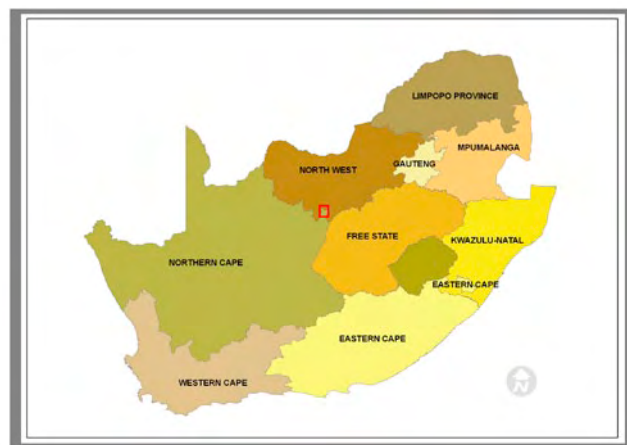 LIMPOPO PROVINCE
MPUMALANGA
GAUTENG
NORTH WEST
FREE STATE
KWAZULU-NATAL
NORTHERN CAPE
EASTERN CAPE
EASTERN CAPE
WESTERN CAPE
N